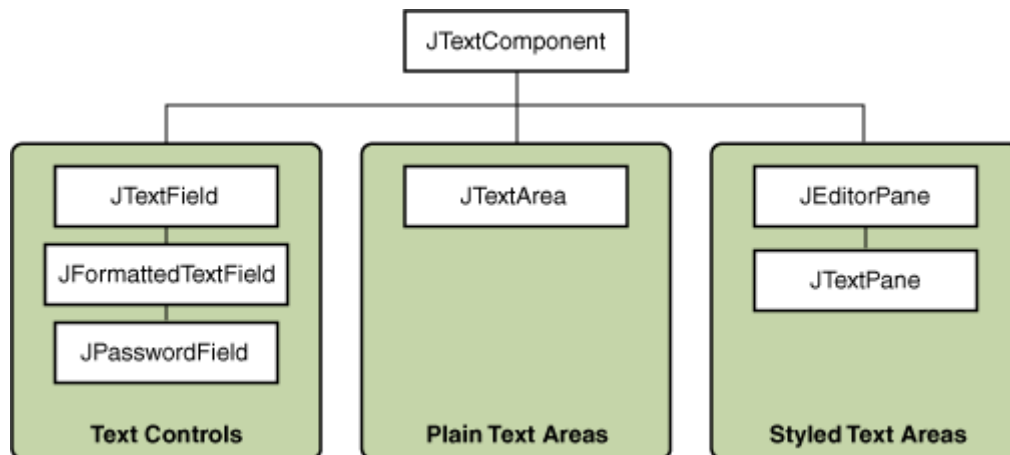 JTextComponent
JTextField
JFormattedTextField
JPasswordField
Text Controls
JTextArea
Plain Text Areas
JEditorPane
JTextPane
Styled Text Areas